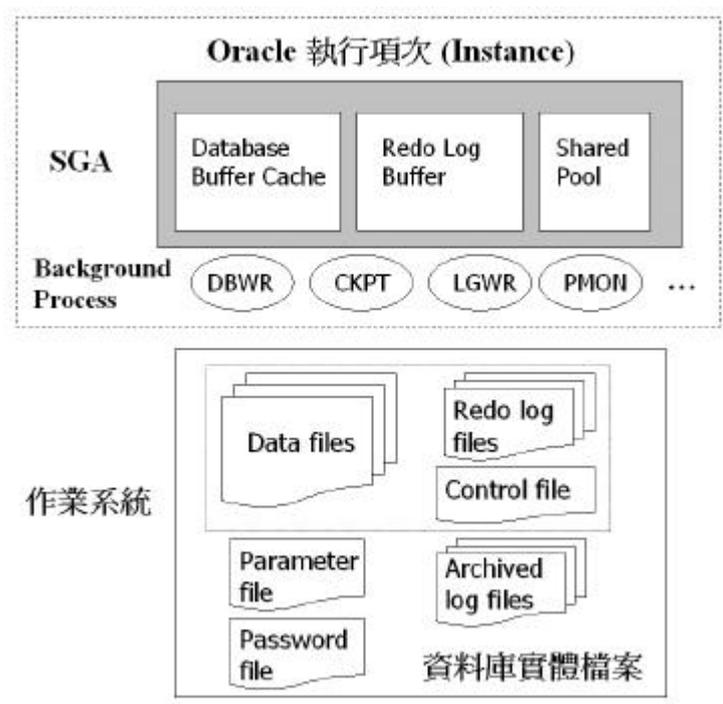 Oracle 執行項次 (Instance)
SGA
Database
Buffer Cache
Redo Log
Buffer
Shared
Pool
Background
Process
DBWR
CKPT
LGWR
PMON
...
作業系統
Data files
Redo log
files
Control file
Parameter
file
Archived
log files
Password
file
資料庫實體檔案